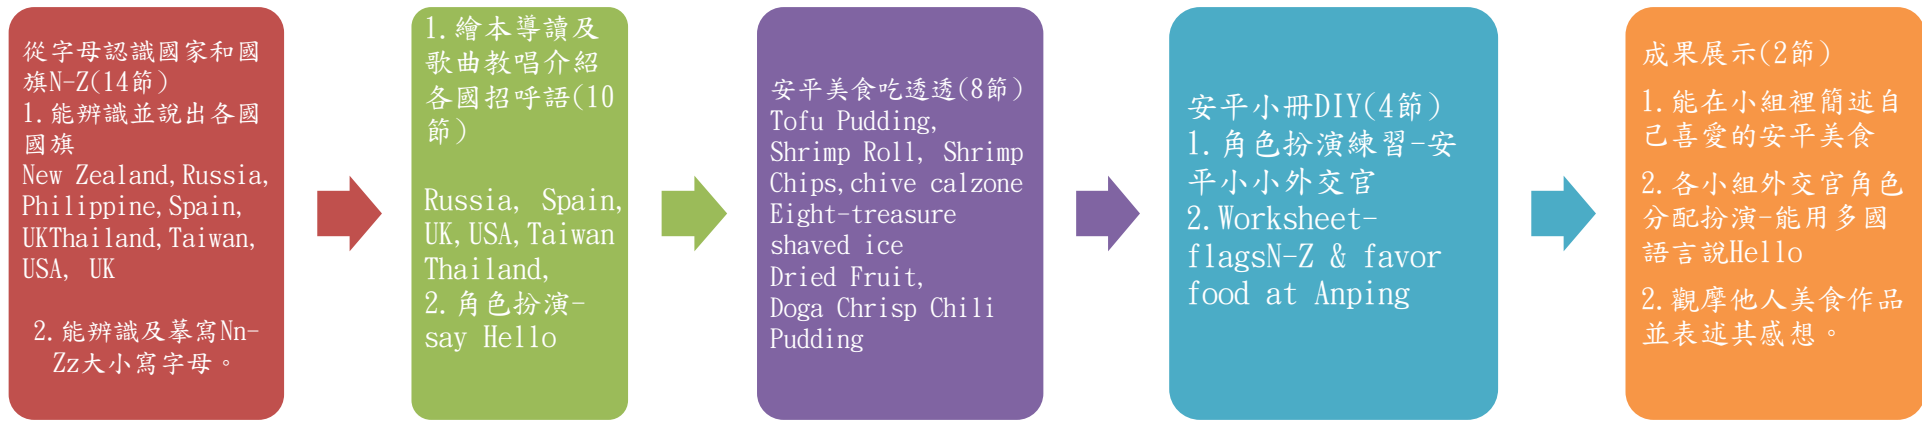 從字母認識國家和國
旗N-Z(14節)
1.能辨識並說出各國
國旗
New Zealand,Russia,
Philippine,Spain,
UKThailand,Taiwan,
USA, UK
2.能辨識及摹寫Nn-
Zz大小寫字母。
1.繪本導讀及
歌曲教唱介紹
各國招呼語(10
節)
Russia, Spain,
UK,USA,Taiwan
Thailand,
2.角色扮演-
say Hello
安平美食吃透透(8節)
Tofu Pudding,
Shrimp Roll, Shrimp
Chips,chive calzone
Eight-treasure
shaved ice
Dried Fruit,
Doga Chrisp Chili
Pudding
安平小冊DIY(4節)
1.角色扮演練習-安
平小小外交官
2.Worksheet-
flagsN-Z & favor
food at Anping
成果展示(2節)
1.能在小組裡簡述自
己喜愛的安平美食
2.各小組外交官角色
分配扮演-能用多國
語言說Hello
2.觀摩他人美食作品
並表述其感想。